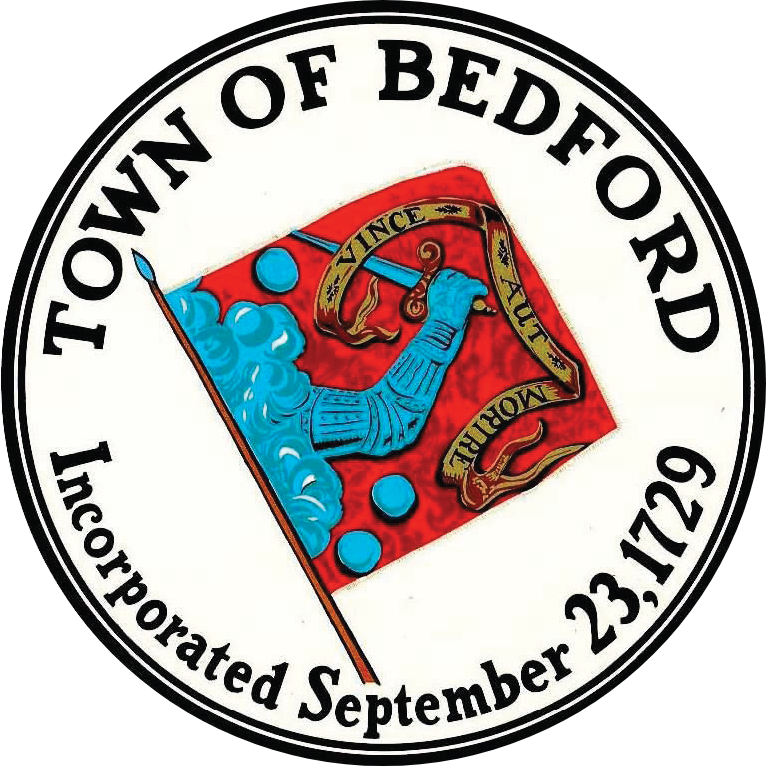 TOWN OF BEDFORD
VINCE
AUT
MORIRE
Incorporated September 23,1729